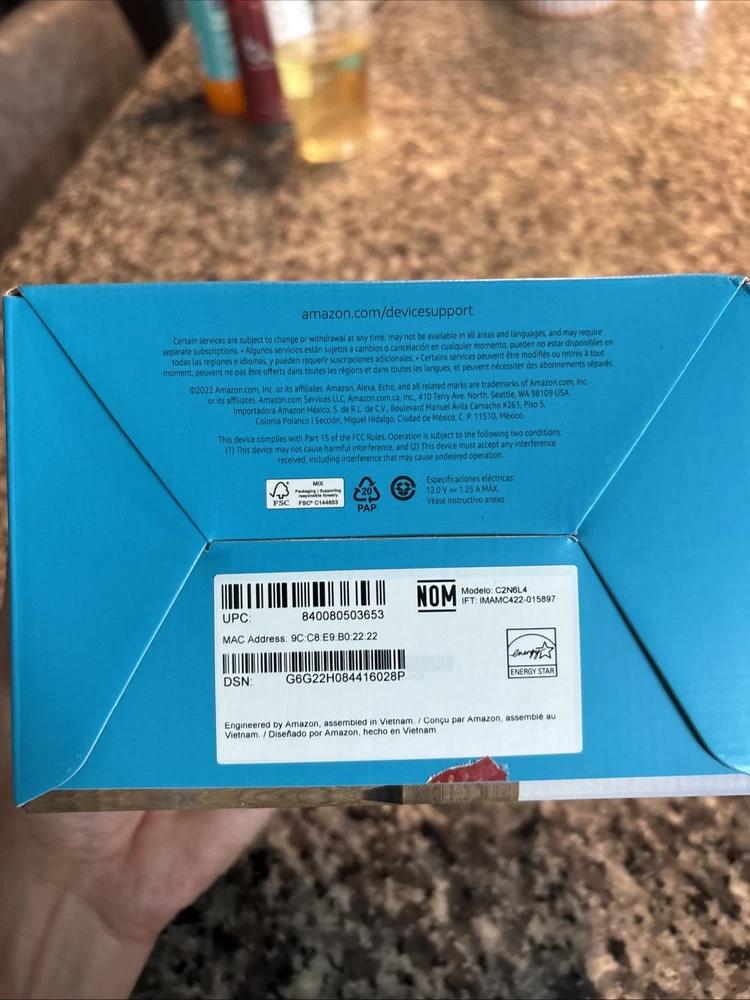 amazon.com/devicesupport
Certain services are subject to change or withdrawal at any time, may not be available in all areas and languages, and may require
separate subscriptions. • Algunos servicios están sujetos a cambios o cancelación en cualquier momento, pueden no estar disponibles en
todas las regiones e idiomas, y pueden requerir suscripciones adicionales. • Certains services peuvent être modifiés ou retirés à tout
moment, peuvent ne pas être offerts dans toutes les régions et dans toutes les langues, et peuvent nécessiter des abonnements séparés.
©2022 Amazon.com, Inc. or its affiliates. Amazon, Alexa, Echo, and all related marks are trademarks of Amazon.com, Inc.
or its affiliates. Amazon.com Services LLC, Amazon.com.ca, Inc., 410 Terry Ave. North, Seattle, WA 98109 USA.
Importadora Amazon México, S. de R.L. de C.V., Boulevard Manuel Ávila Camacho #261, Piso 5,
Colonia Polanco I Sección, Miguel Hidalgo, Ciudad de México, C. P. 11510, México.
This device complies with Part 15 of the FCC Rules. Operation is subject to the following two conditions:
(1) This device may not cause harmful interference, and (2) This device must accept any interference
received, including interference that may cause undesired operation.
FSC
MIX
Packaging | Supporting
responsible forestry
FSC® C144853
20
PAP
Especificaciones eléctricas:
12.0 V ⎓ 1.25 A MÁX.
Véase instructivo anexo
UPC: 840080503653
NOM
Modelo: C2N6L4
IFT: IMAMC422-015897
MAC Address: 9C:C8:E9:B0:22:22
DSN: G6G22H084416028P
energy
ENERGY STAR
Engineered by Amazon, assembled in Vietnam. / Conçu par Amazon, assemblé au
Vietnam. / Diseñado por Amazon, hecho en Vietnam